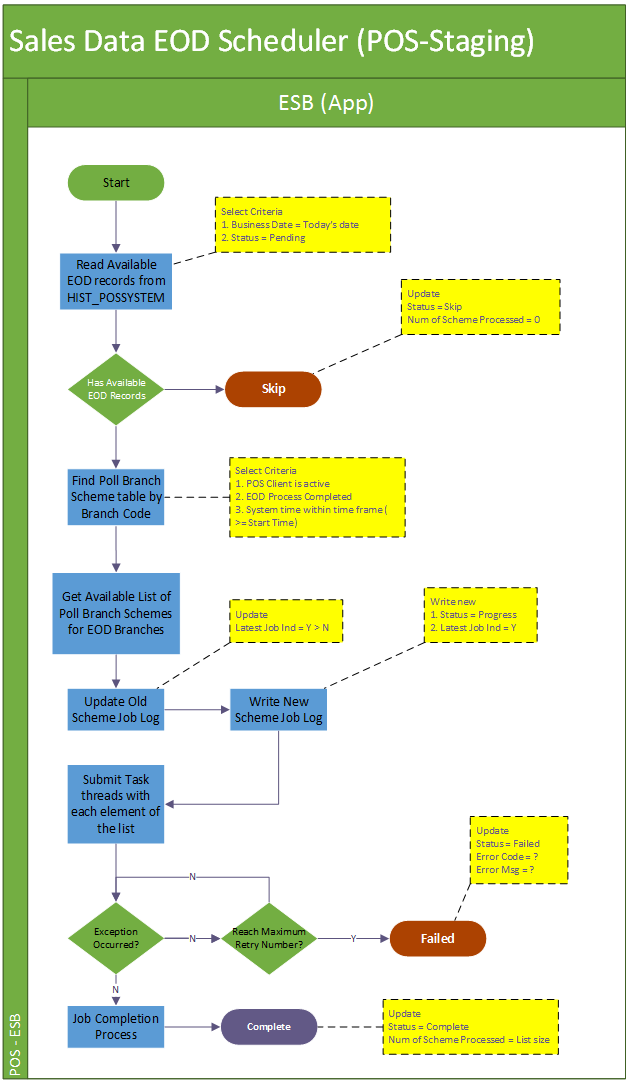 Sales Data EOD Scheduler (POS-Staging)
ESB (App)
Start
Select Criteria
1. Business Date = Today's date
2. Status = Pending
Read Available
EOD records from
HIST_POSSYSTEM
Update
Status = Skip
Num of Scheme Processed = 0
Has Available
EOD Records
Skip
Find Poll Branch
Scheme table by
Branch Code
Select Criteria
1. POS Client is active
2. EOD Process Completed
3. System time within time frame (
>= Start Time)
Get Available List of
Poll Branch Schemes
for EOD Branches
Update
Latest Job Ind = Y > N
Write new
1. Status = Progress
2. Latest Job Ind = Y
Update Old
Scheme Job Log
Write New
Scheme Job Log
Submit Task
threads with
each element of
the list
Update
Status = Failed
Error Code = ?
Error Msg = ?
N
Exception
Occurred?
N
Reach Maximum
Retry Number?
Y
Failed
N
Job Completion
Process
Complete
Update
Status = Complete
Num of Scheme Processed = List size
POS - ESB